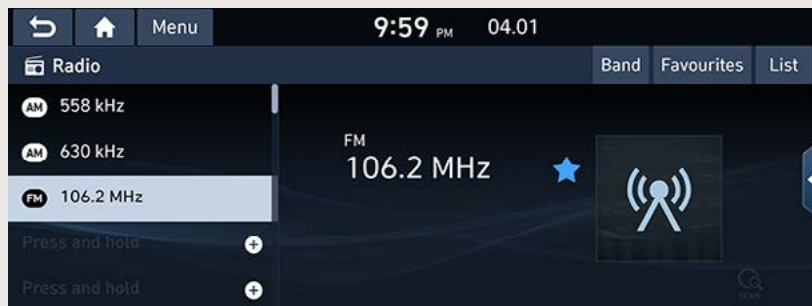 Menu
9:59 PM
04.01
Radio
Band
Favourites
List
AM 558 kHz
AM 630 kHz
FM 106.2 MHz
Press and hold
Press and hold
FM
106.2 MHz
SCAN